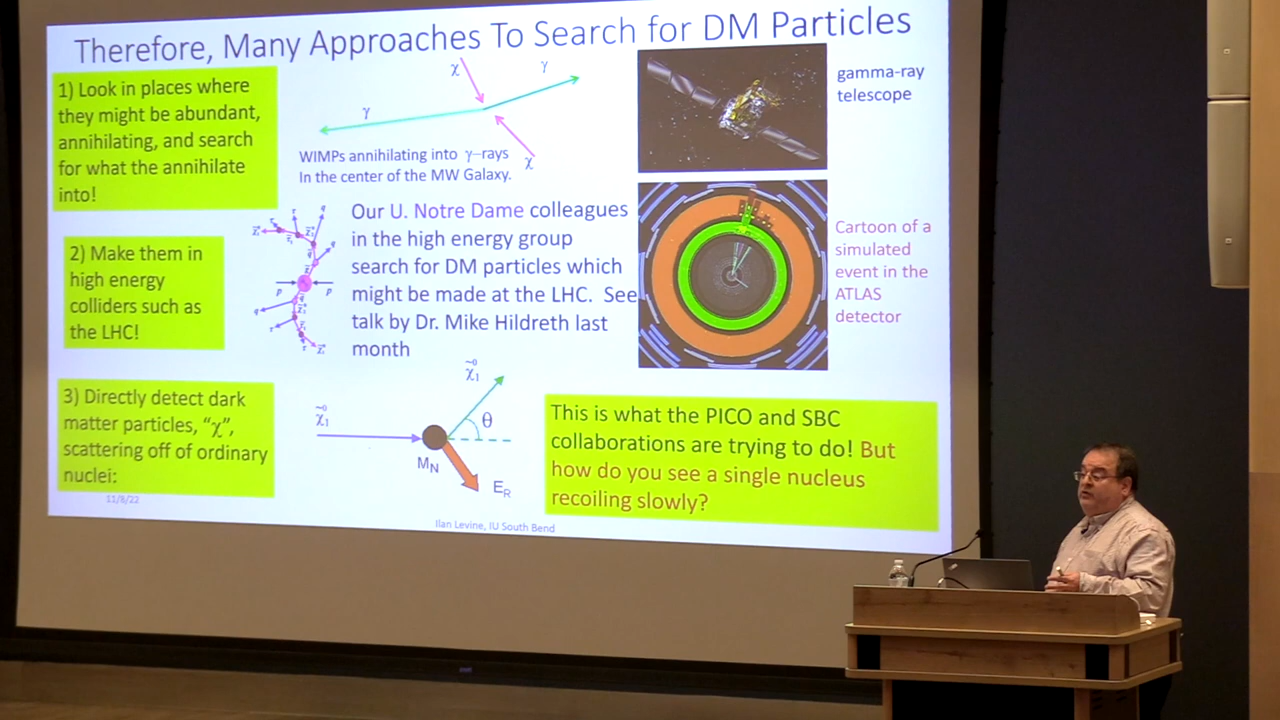 Therefore, Many Approaches To Search for DM Particles
1) Look in places where
they might be abundant,
annihilating, and search
for what the annihilate
into!
χ
γ
γ
χ
WIMPs annihilating into γ–rays
In the center of the MW Galaxy.
gamma-ray
telescope
2) Make them in
high energy
colliders such as
the LHC!
p
p
Our U. Notre Dame colleagues
in the high energy group
search for DM particles which
might be made at the LHC. See
talk by Dr. Mike Hildreth last
month
Cartoon of a
simulated
event in the
ATLAS
detector
3) Directly detect dark
matter particles, “χ”,
scattering off of ordinary
nuclei:
χ̃₁⁰
χ̃₁⁰
θ
M_N
E_R
This is what the PICO and SBC
collaborations are trying to do! But
how do you see a single nucleus
recoiling slowly?
11/8/22
Ilan Levine, IU South Bend